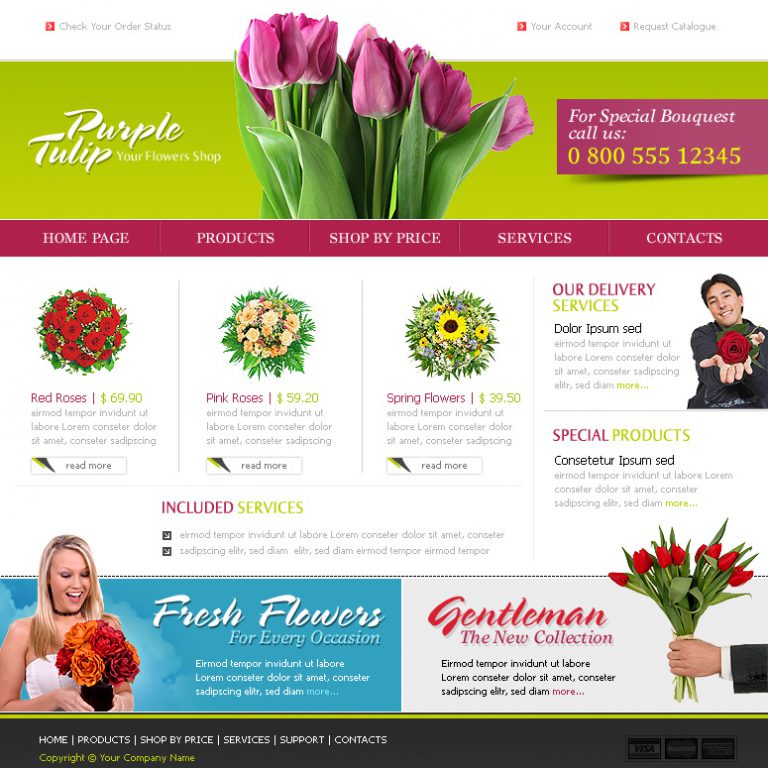 Check Your Order Status
Your Account
Request Catalogue
Purple
Tulip Your Flowers Shop
For Special Bouquest
call us:
0 800 555 12345
HOME PAGE
PRODUCTS
SHOP BY PRICE
SERVICES
CONTACTS
Red Roses | $ 69.90
eirmod tempor invidunt ut
labore Lorem consetet dolor
sit amet, conseter sadipscing
read more
Pink Roses | $ 59.20
eirmod tempor invidunt ut
labore Lorem conseter dolor
sit amet, conseter sadipscing
read more
Spring Flowers | $ 39.50
eirmod tempor invidunt ut
labore Lorem conseter dolor
sit amet, conseter sadipscing
read more
OUR DELIVERY
SERVICES
Dolor Ipsum sed
eirmod tempor invidunt
ut labore Lorem dolor
sit amet, conseter sadipscing
elitr, sed diam more...
SPECIAL PRODUCTS
Consetetur Ipsum sed
eirmod tempor invidunt ut labore Lorem
dolor sit amet, conseter sadipscing
elitr, sed diam more...
INCLUDED SERVICES
eirmod tempor invidunt ut labore Lorem dolor sit amet, conseter
sadipscing elitr, sed diam elitr, sed diam eirmod tempor eirmod tempor
Fresh Flowers
For Every Occasion
Eirmod tempor invidunt ut labore
Lorem dolor sit amet, conseter
sadipscing elitr, sed diam more...
Gentleman
The New Collection
Eirmod tempor invidunt ut labore
Lorem dolor sit amet, conseter
sadipscing elitr, sed diam more...
HOME | PRODUCTS | SHOP BY PRICE | SERVICES | SUPPORT | CONTACTS
Copyright © Your Company Name
VISA